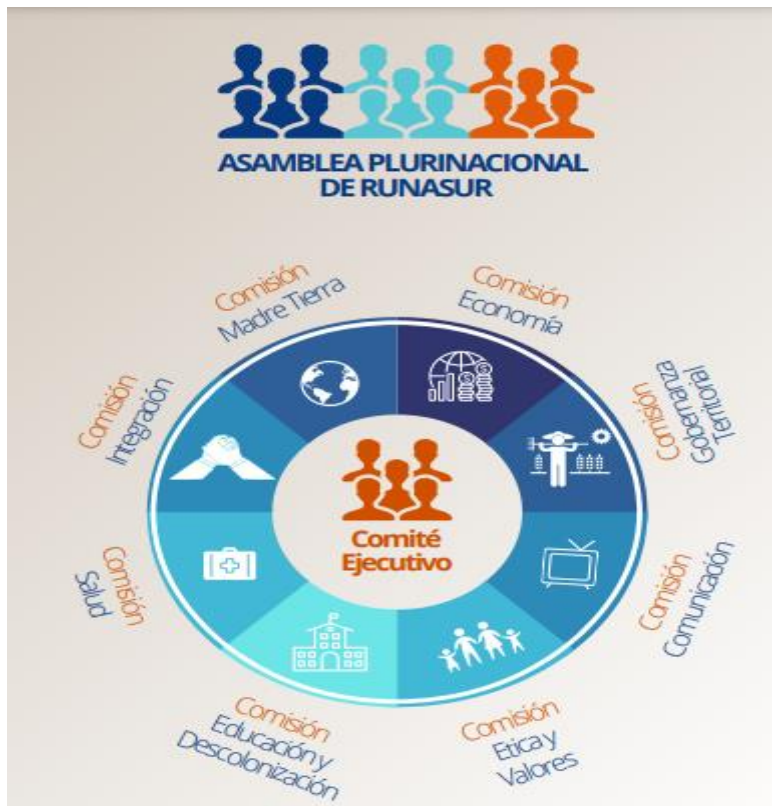 ASAMBLEA PLURINACIONAL
DE RUNASUR
Comisión
Madre Tierra
Comisión
Economía
Comisión
Integración
Comisión
Gobernanza
Territorial
Comité
Ejecutivo
Comisión
Salud
Comisión
Comunicación
Comisión
Educación y
Descolonización
Comisión
Etica y
Valores